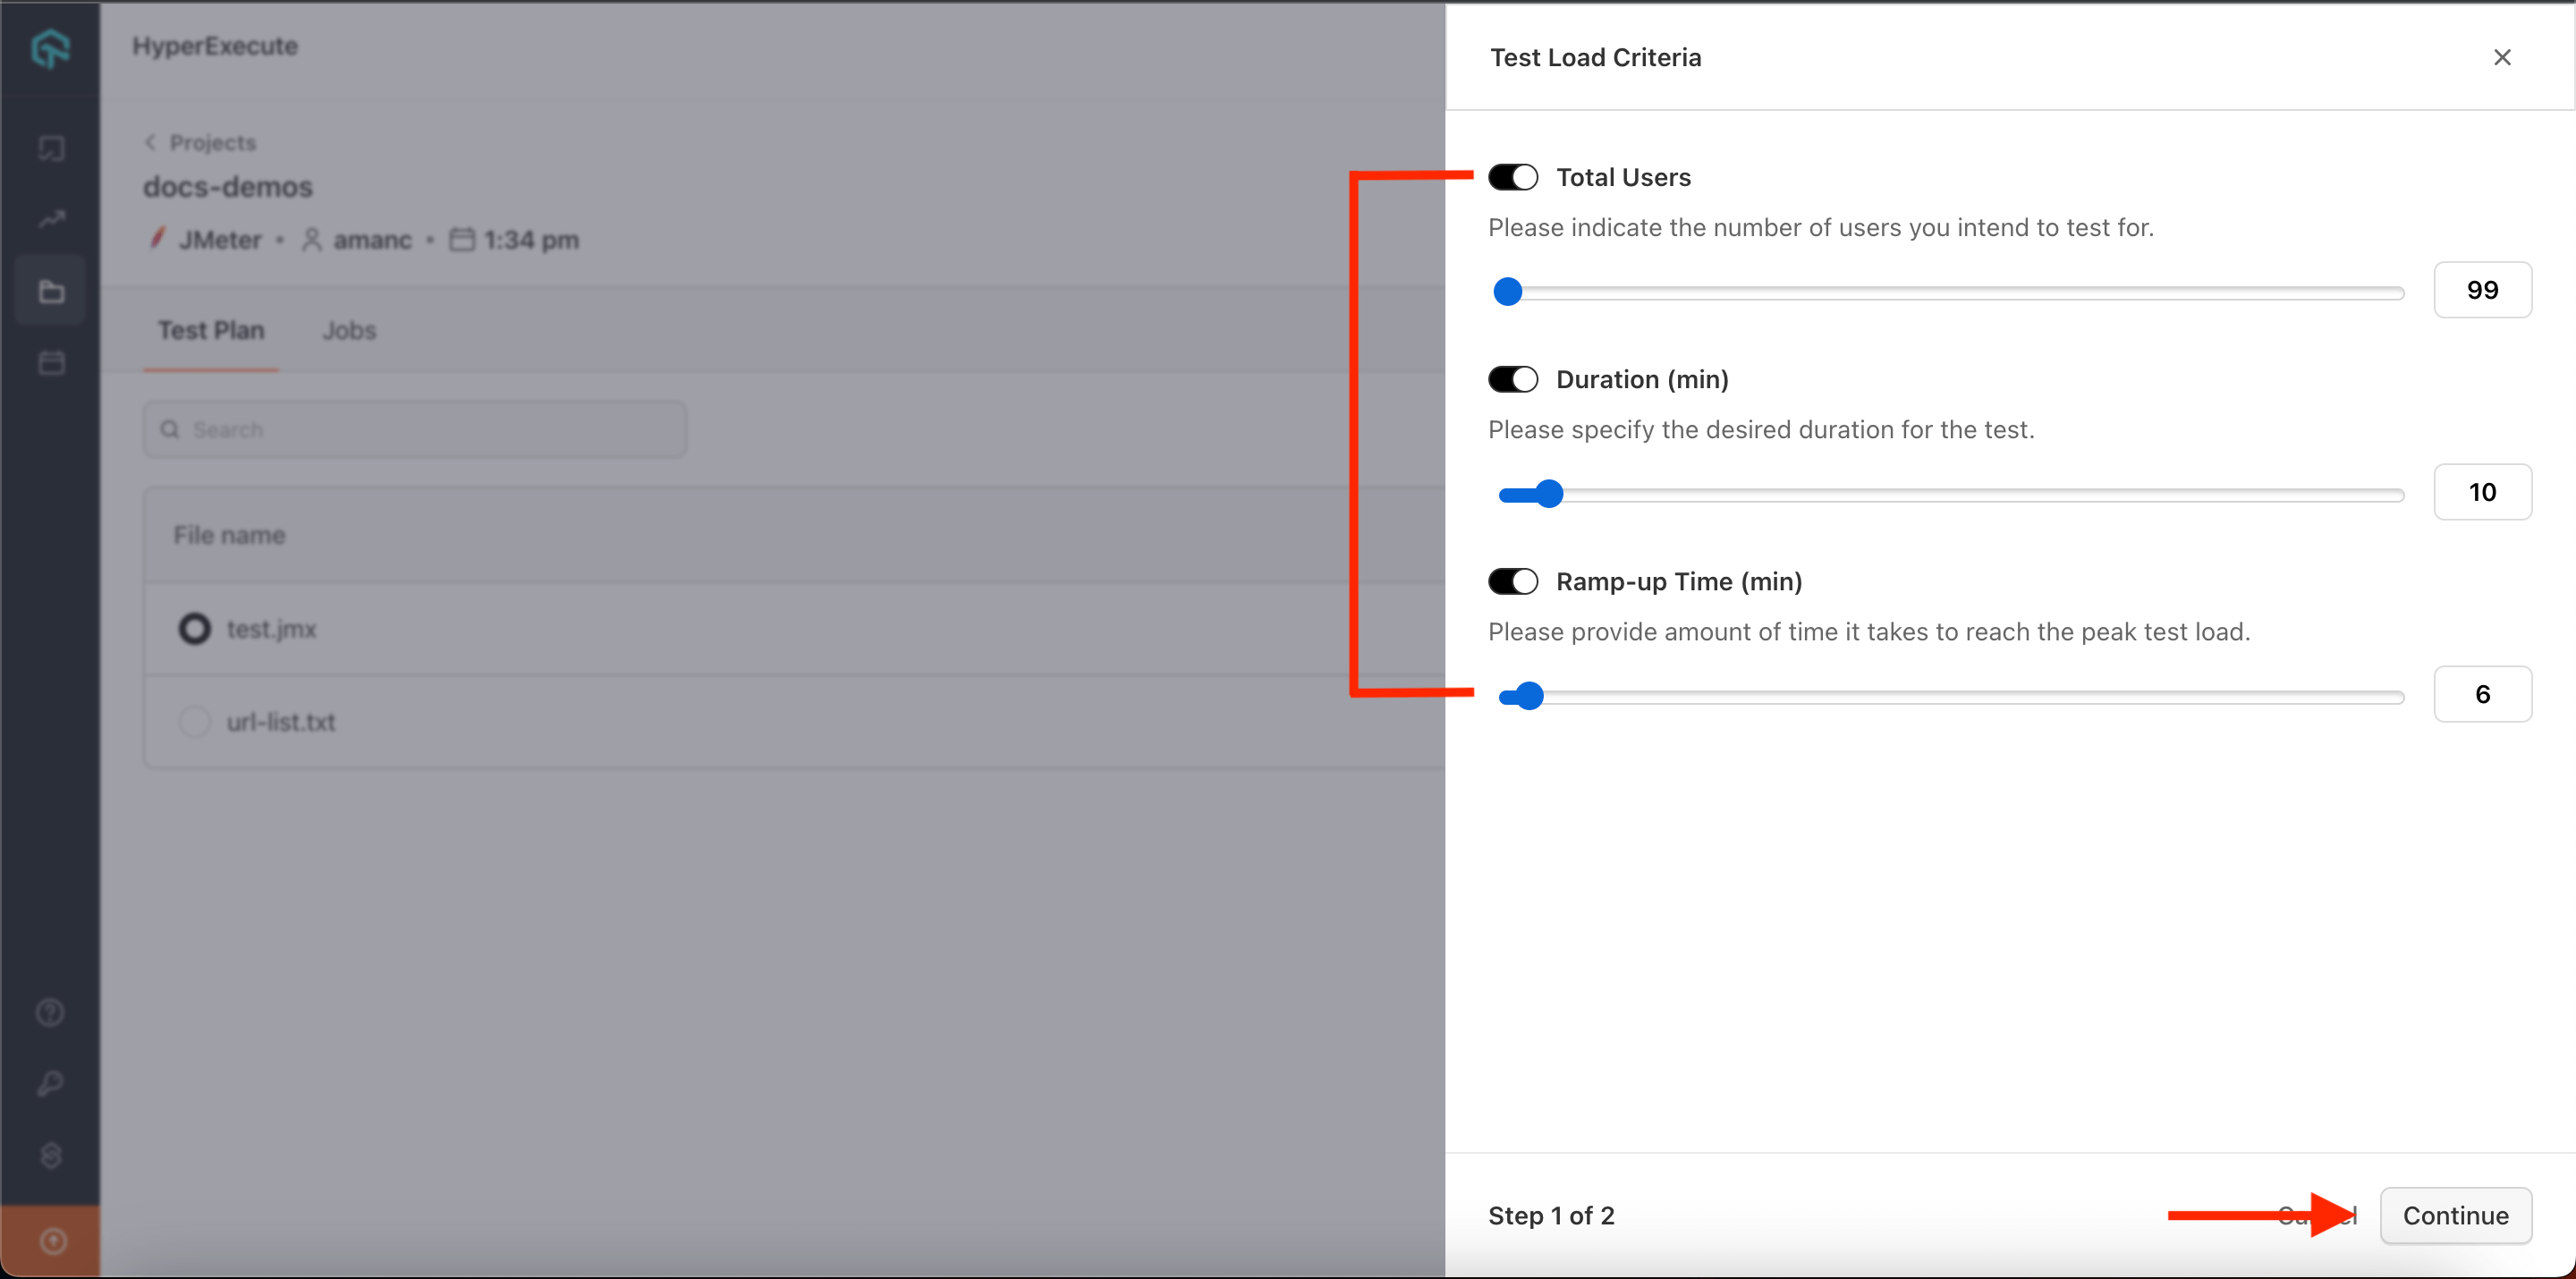 HyperExecute
Projects
docs-demos
JMeter • amanc • 1:34 pm
Test Plan Jobs
Search
File name
test.jmx
url-list.txt
Test Load Criteria
Total Users
Please indicate the number of users you intend to test for.
99
Duration (min)
Please specify the desired duration for the test.
10
Ramp-up Time (min)
Please provide amount of time it takes to reach the peak test load.
6
Step 1 of 2
Continue